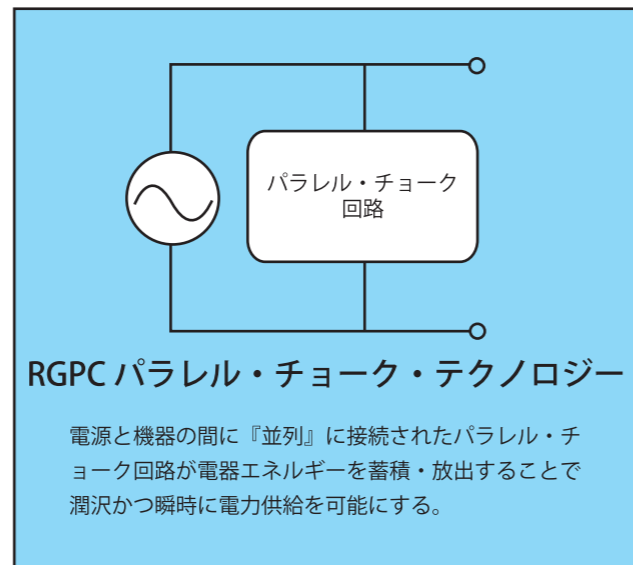 パラレル・チョーク
回路
RGPC パラレル・チョーク・テクノロジー
電源と機器の間に『並列』に接続されたパラレル・チ
ョーク回路が電器エネルギーを蓄積・放出することで
潤沢かつ瞬時に電力供給を可能にする。